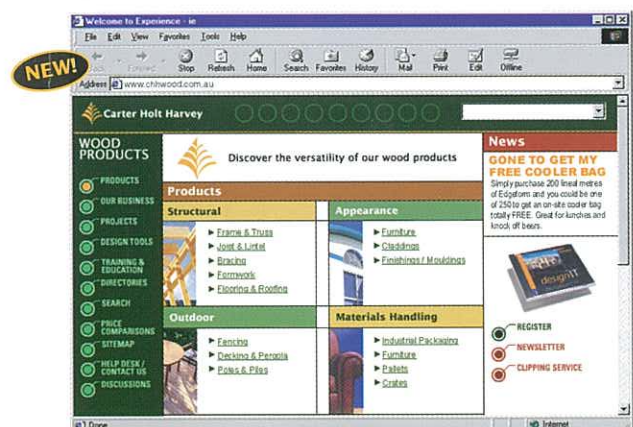 Welcome to Experience - ie
File Edit View Favorites Tools Help
NEW!
Stop Refresh Home Search Favorites History Mail Print Edit Offline
Address www.chhwood.com.au
Carter Holt Harvey
WOOD
PRODUCTS
PRODUCTS
OUR BUSINESS
PROJECTS
DESIGN TOOLS
TRAINING &
EDUCATION
DIRECTORIES
SEARCH
PRICE
COMPARISONS
SITEMAP
HELP DESK /
CONTACT US
DISCUSSIONS
Discover the versatility of our wood products
Products
Structural
Frame & Truss
Joist & Lintel
Bracing
Formwork
Flooring & Roofing
Appearance
Furniture
Claddings
Finishings / Mouldings
Outdoor
Fencing
Decking & Pergola
Poles & Piles
Materials Handling
Industrial Packaging
Furniture
Pallets
Crates
News
GONE TO GET MY
FREE COOLER BAG
Simply purchase 200 lineal metres
of Edgeform and you could be one
of 250 to get an on-site cooler bag
totally FREE. Great for lunches and
knock off beers.
designIT
REGISTER
NEWSLETTER
CLIPPING SERVICE
Done
Internet